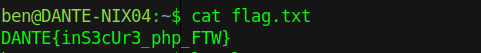 ben@DANTE-NIX04:~$ cat flag.txt
DANTE{inS3cUr3_php_FTW}